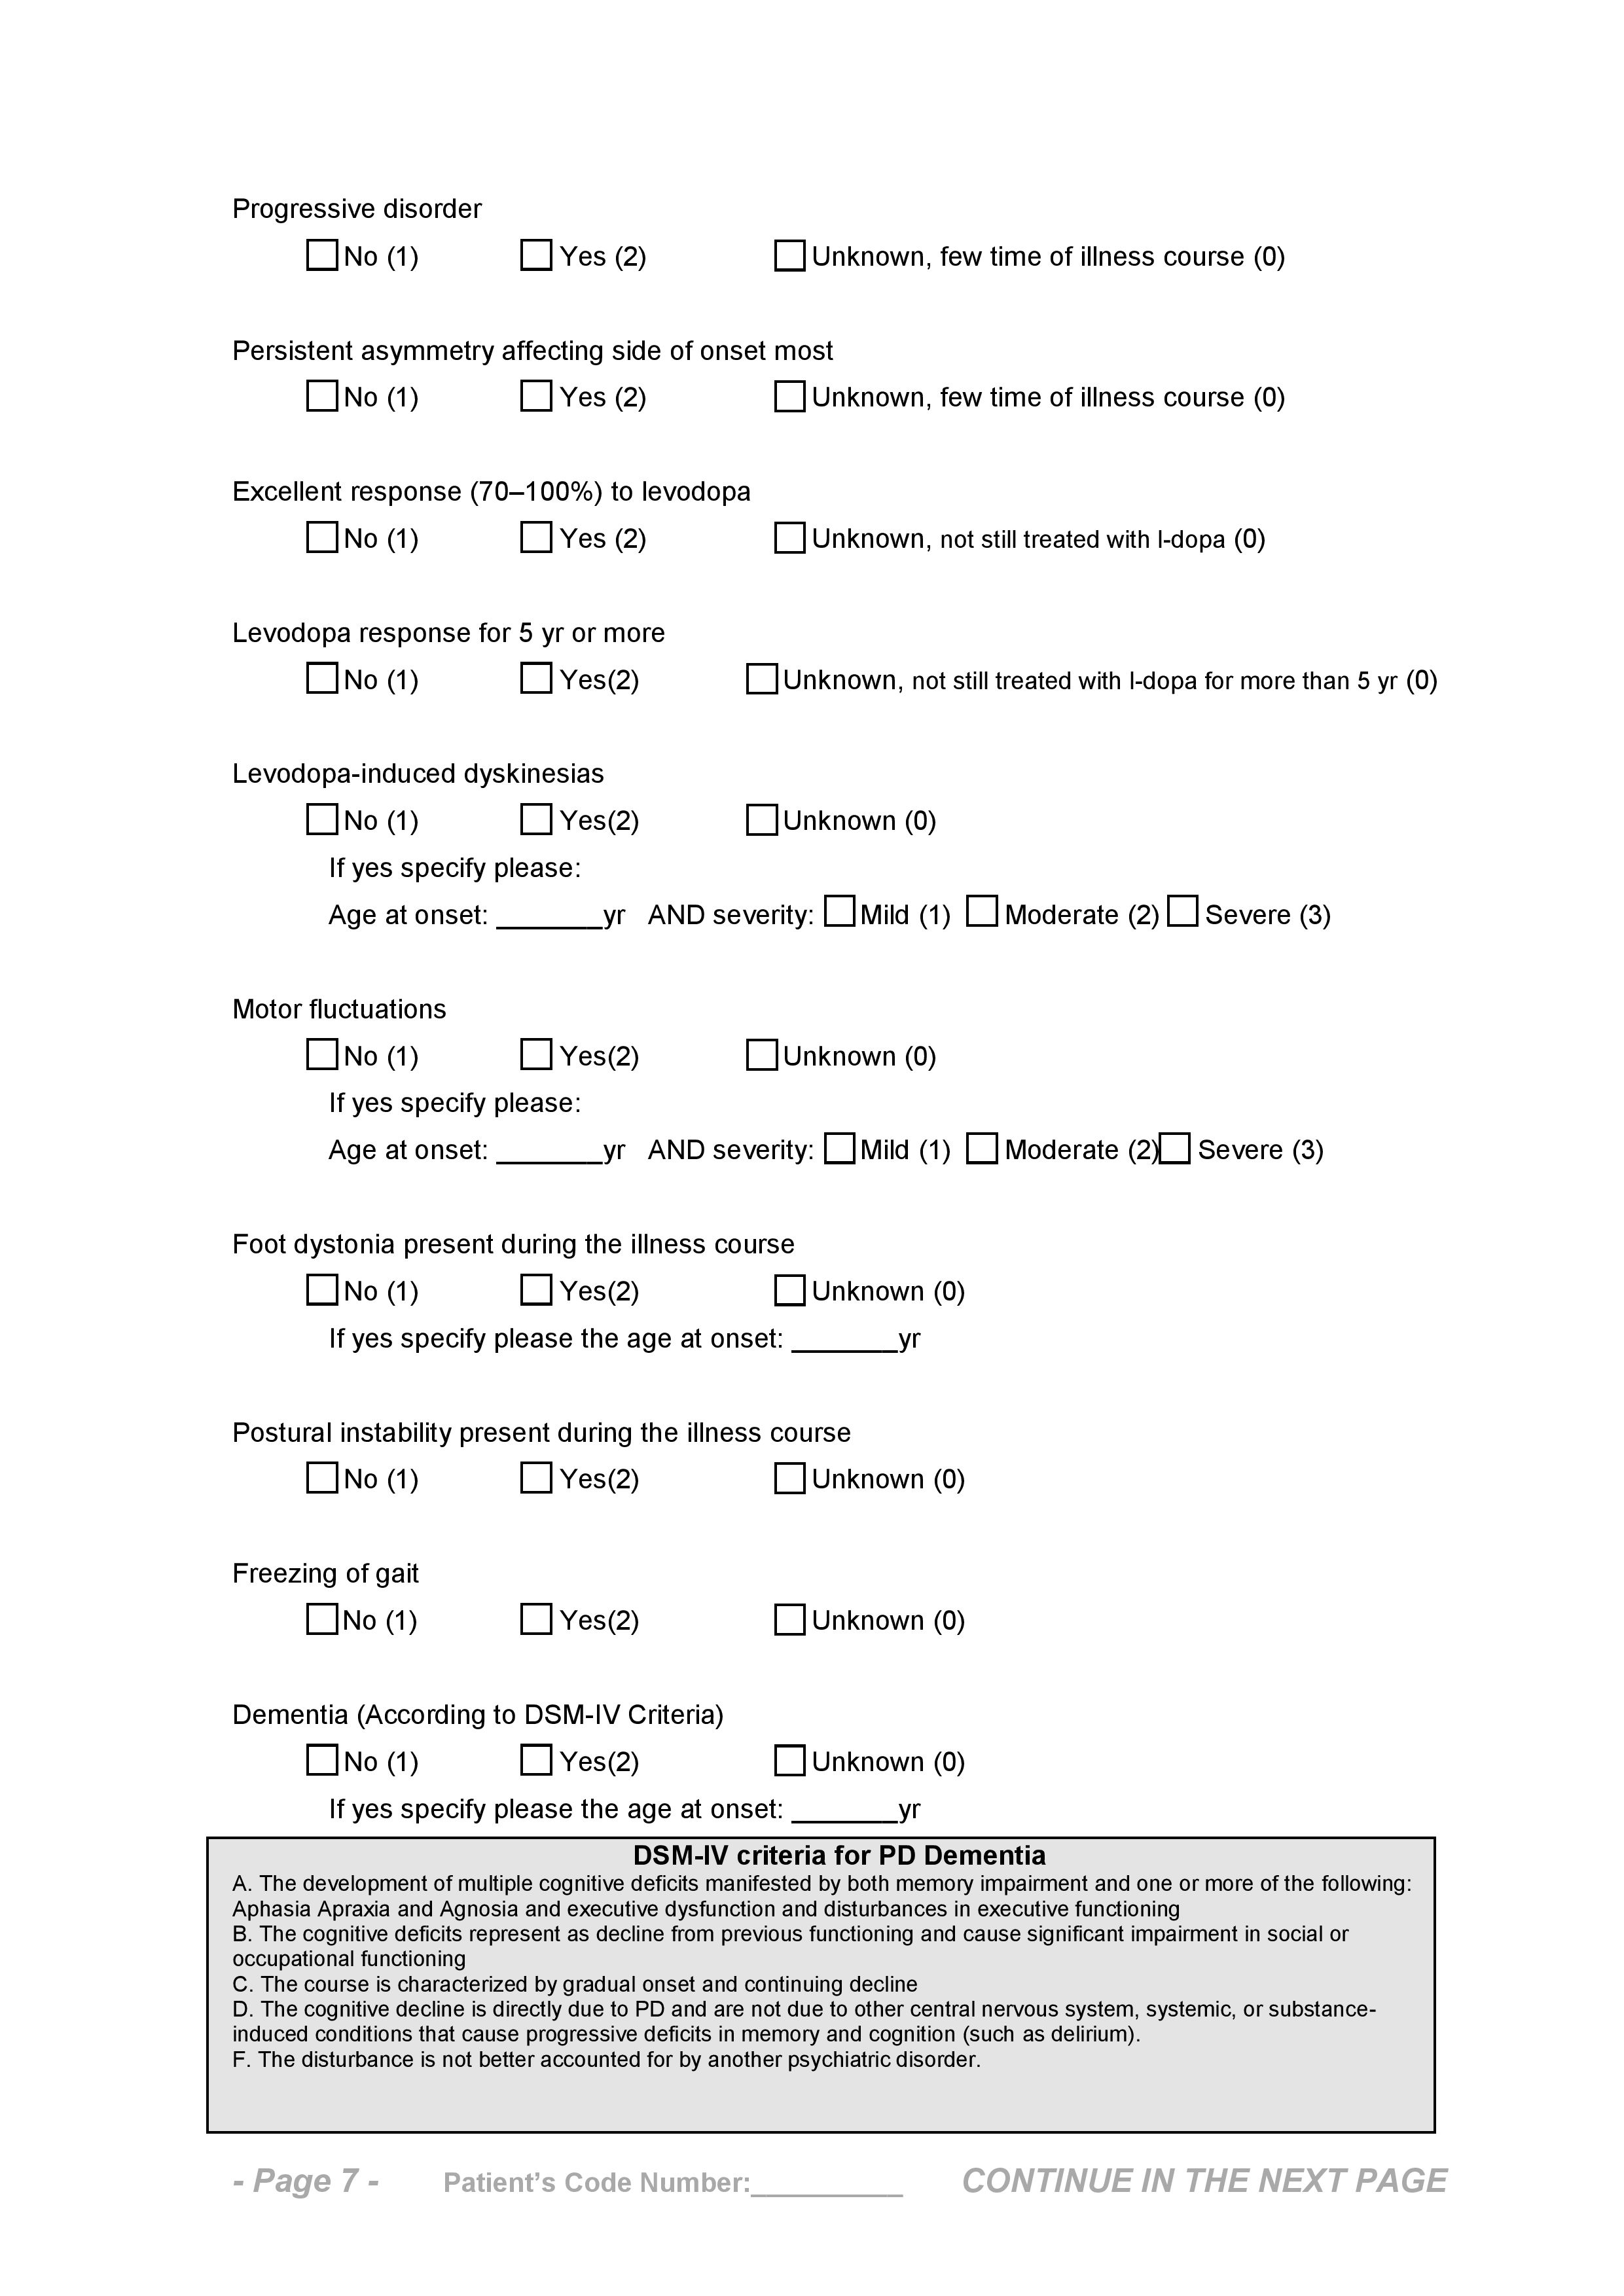 Progressive disorder
No (1) Yes (2) Unknown, few time of illness course (0)
Persistent asymmetry affecting side of onset most
No (1) Yes (2) Unknown, few time of illness course (0)
Excellent response (70–100%) to levodopa
No (1) Yes (2) Unknown, not still treated with l-dopa (0)
Levodopa response for 5 yr or more
No (1) Yes(2) Unknown, not still treated with l-dopa for more than 5 yr (0)
Levodopa-induced dyskinesias
No (1) Yes(2) Unknown (0)
If yes specify please:
Age at onset: _______yr AND severity: Mild (1) Moderate (2) Severe (3)
Motor fluctuations
No (1) Yes(2) Unknown (0)
If yes specify please:
Age at onset: _______yr AND severity: Mild (1) Moderate (2) Severe (3)
Foot dystonia present during the illness course
No (1) Yes(2) Unknown (0)
If yes specify please the age at onset: _______yr
Postural instability present during the illness course
No (1) Yes(2) Unknown (0)
Freezing of gait
No (1) Yes(2) Unknown (0)
Dementia (According to DSM-IV Criteria)
No (1) Yes(2) Unknown (0)
If yes specify please the age at onset: _______yr
DSM-IV criteria for PD Dementia
A. The development of multiple cognitive deficits manifested by both memory impairment and one or more of the following:
Aphasia Apraxia and Agnosia and executive dysfunction and disturbances in executive functioning
B. The cognitive deficits represent as decline from previous functioning and cause significant impairment in social or
occupational functioning
C. The course is characterized by gradual onset and continuing decline
D. The cognitive decline is directly due to PD and are not due to other central nervous system, systemic, or substance-
induced conditions that cause progressive deficits in memory and cognition (such as delirium).
F. The disturbance is not better accounted for by another psychiatric disorder.
- Page 7 - Patient’s Code Number:__________ CONTINUE IN THE NEXT PAGE